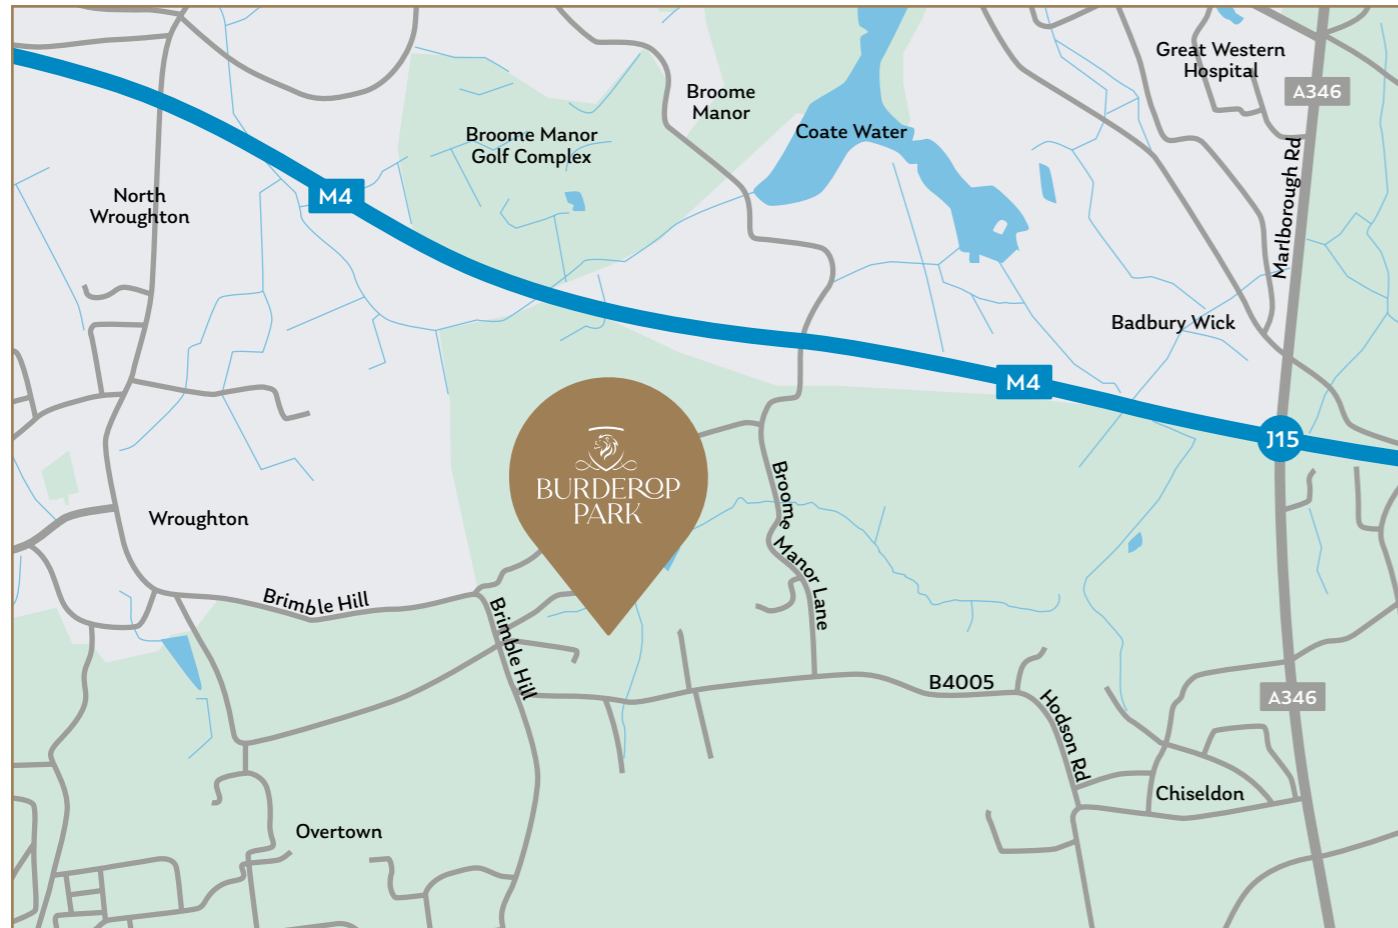 Great Western
Hospital
A346
Broome
Manor
Broome Manor
Golf Complex
Coate Water
Marlborough Rd
North
Wroughton
M4
Badbury Wick
M4
J15
BURDEROP
PARK
Wroughton
Broome Manor Lane
Brimble Hill
Brimble Hill
B4005
A346
Hodson Rd
Chiseldon
Overtown